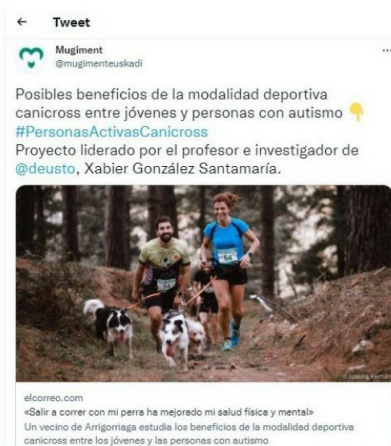 ← Tweet
Mugiment
@mugimenteuskadi
Posibles beneficios de la modalidad deportiva
canicross entre jóvenes y personas con autismo 👇
#PersonasActivasCanicross
Proyecto liderado por el profesor e investigador de
@deusto, Xabier González Santamaría.
elcorreo.com
«Salir a correr con mi perra ha mejorado mi salud física y mental»
Un vecino de Arrigorriaga estudia los beneficios de la modalidad deportiva
canicross entre los jóvenes y las personas con autismo